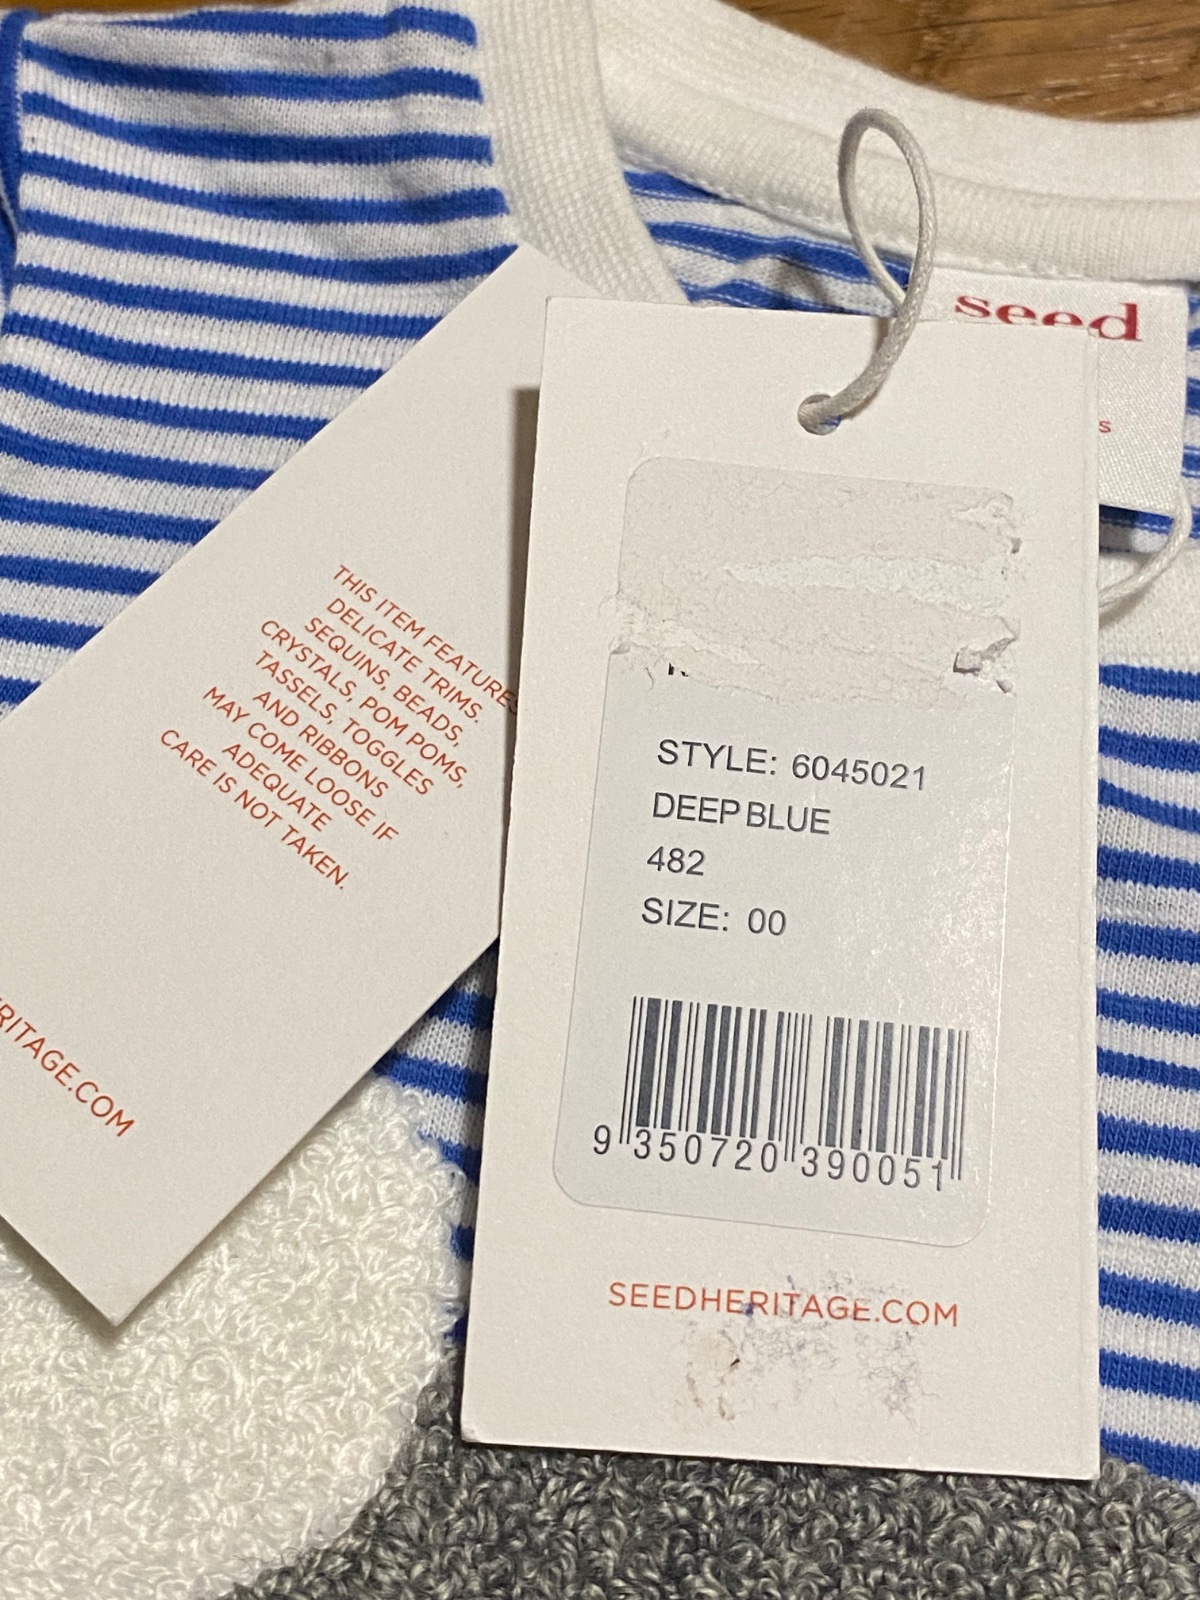 seed
s
THIS ITEM FEATURES
DELICATE TRIMS.
SEQUINS, BEADS,
CRYSTALS, POM POMS,
TASSELS, TOGGLES
AND RIBBONS
MAY COME LOOSE IF
ADEQUATE
CARE IS NOT TAKEN.
RITAGE.COM
STYLE: 6045021
DEEP BLUE
482
SIZE: 00
9 350720 390051
SEEDHERITAGE.COM